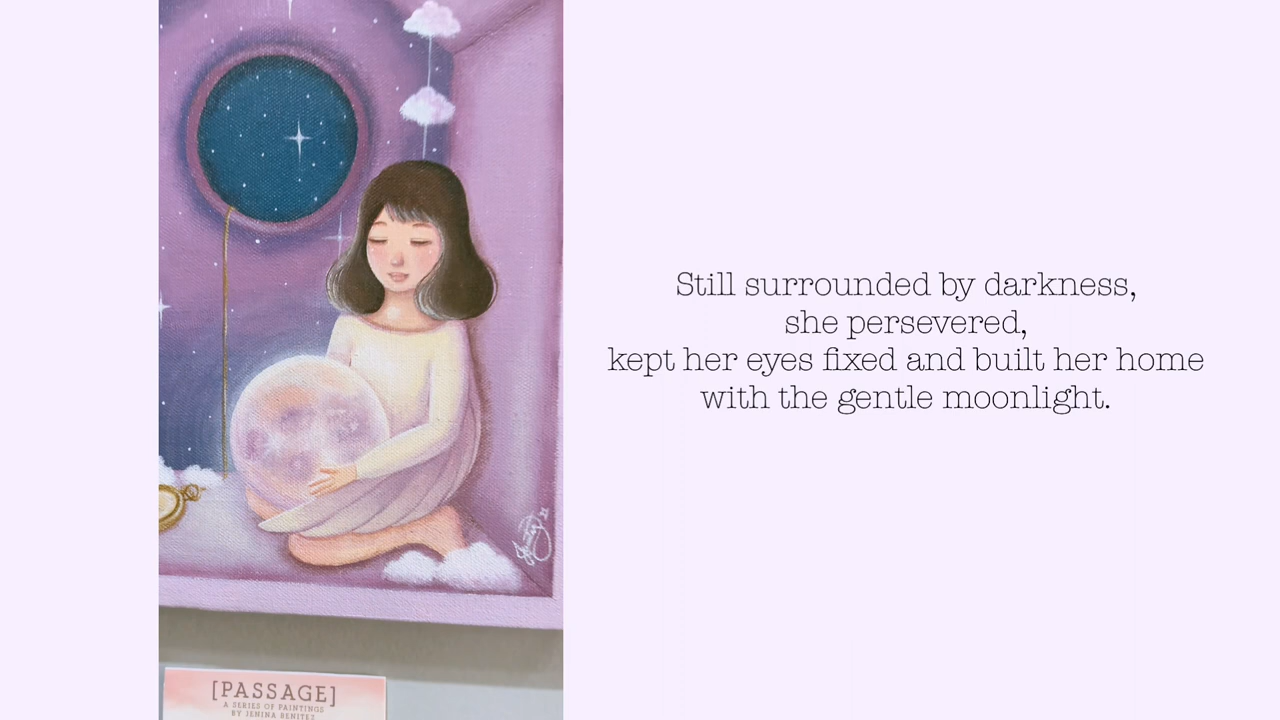 Still surrounded by darkness,
she persevered,
kept her eyes fixed and built her home
with the gentle moonlight.
[PASSAGE]
A SERIES OF PAINTINGS
BY JENINA BENITES